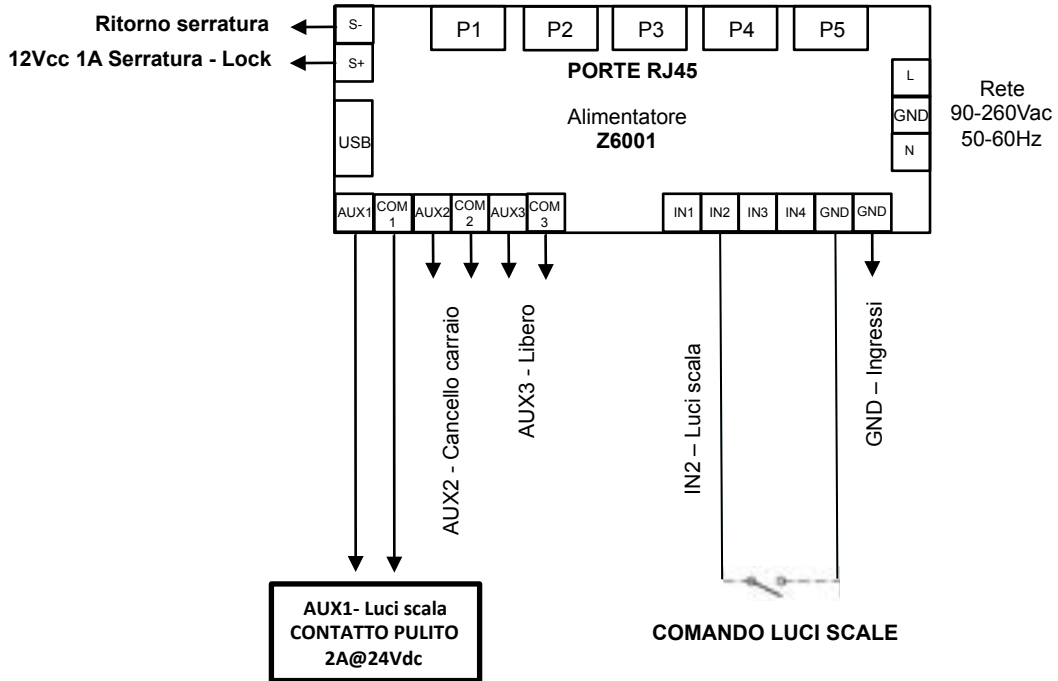 Ritorno serratura
S-
12Vcc 1A Serratura - Lock
S+
P1
P2
P3
P4
P5
PORTE RJ45
Alimentatore
Z6001
USB
L
GND
N
Rete
90-260Vac
50-60Hz
AUX1
COM
1
AUX2
COM
2
AUX3
COM
3
IN1
IN2
IN3
IN4
GND
GND
AUX2 - Cancello carraio
AUX3 - Libero
IN2 – Luci scala
GND – Ingressi
AUX1- Luci scala
CONTATTO PULITO
2A@24Vdc
COMANDO LUCI SCALE